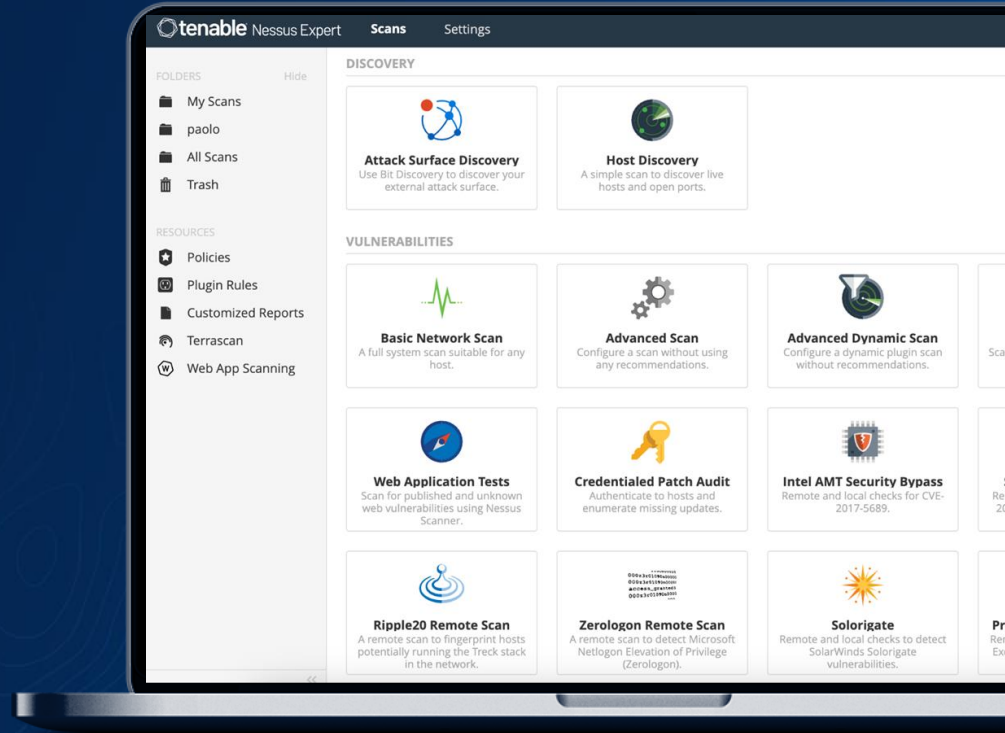 tenable Nessus Expert
Scans
Settings
FOLDERS
Hide
My Scans
paolo
All Scans
Trash
RESOURCES
Policies
Plugin Rules
Customized Reports
Terrascan
Web App Scanning
DISCOVERY
Attack Surface Discovery
Use Bit Discovery to discover your
external attack surface.
Host Discovery
A simple scan to discover live
hosts and open ports.
VULNERABILITIES
Basic Network Scan
A full system scan suitable for any
host.
Advanced Scan
Configure a scan without using
any recommendations.
Advanced Dynamic Scan
Configure a dynamic plugin scan
without recommendations.
Web Application Tests
Scan for published and unknown
web vulnerabilities using Nessus
Scanner.
Credentialed Patch Audit
Authenticate to hosts and
enumerate missing updates.
Intel AMT Security Bypass
Remote and local checks for CVE-
2017-5689.
Ripple20 Remote Scan
A remote scan to fingerprint hosts
potentially running the Treck stack
in the network.
Zerologon Remote Scan
A remote scan to detect Microsoft
Netlogon Elevation of Privilege
(Zerologon).
Solorigate
Remote and local checks to detect
SolarWinds Solorigate
vulnerabilities.